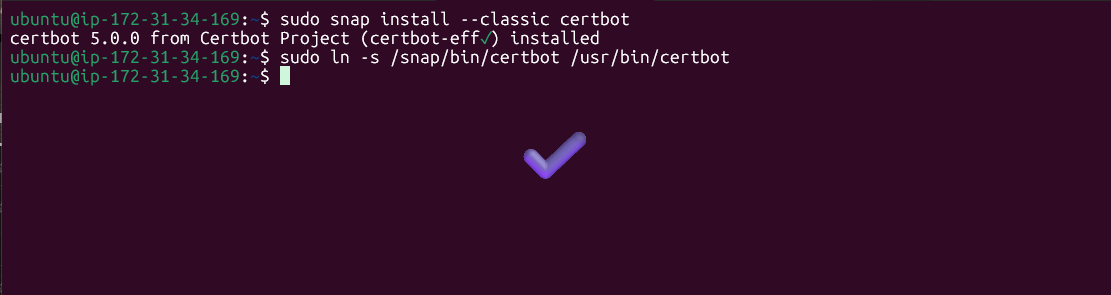 ubuntu@ip-172-31-34-169:~$ sudo snap install --classic certbot
certbot 5.0.0 from Certbot Project (certbot-eff✓) installed
ubuntu@ip-172-31-34-169:~$ sudo ln -s /snap/bin/certbot /usr/bin/certbot
ubuntu@ip-172-31-34-169:~$